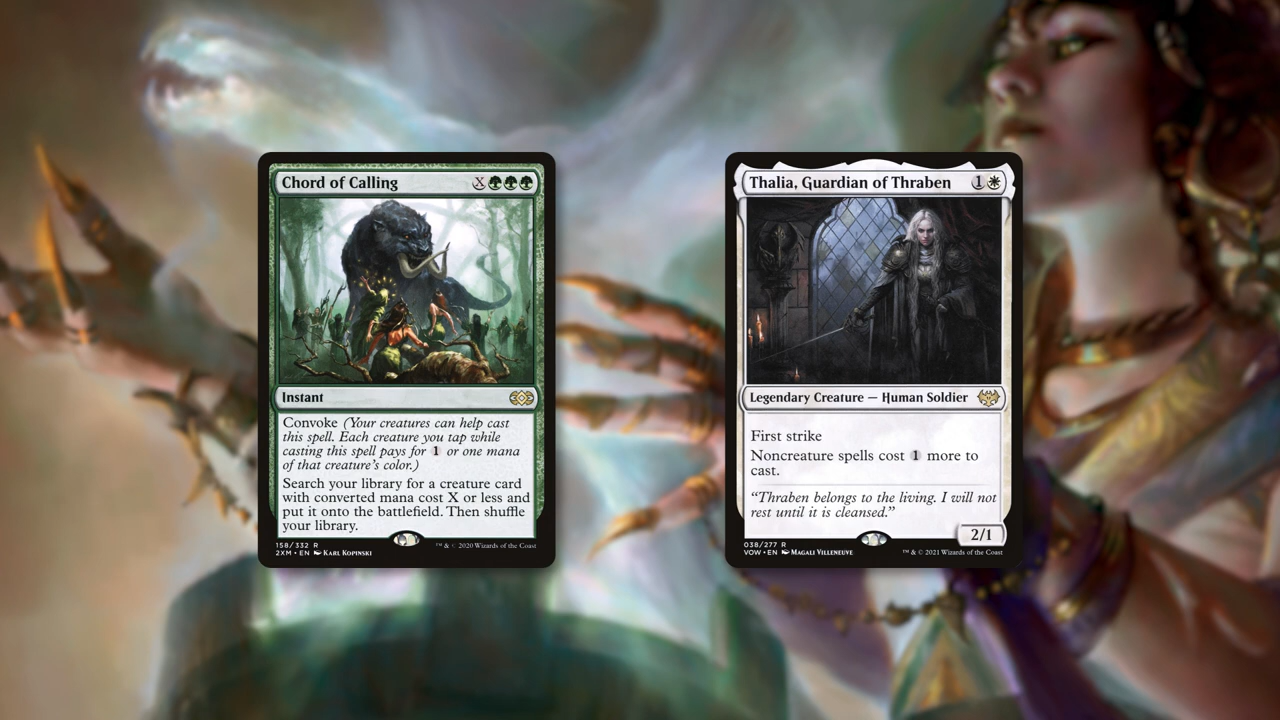 Chord of Calling X
Instant
Convoke (Your creatures can help cast
this spell. Each creature you tap while
casting this spell pays for 1 or one mana
of that creature's color.)
Search your library for a creature card
with converted mana cost X or less and
put it onto the battlefield. Then shuffle
your library.
158/332 R
2XM • EN Karl Kopinski ™ & © 2020 Wizards of the Coast
Thalia, Guardian of Thraben 1
Legendary Creature — Human Soldier
First strike
Noncreature spells cost 1 more to
cast.
“Thraben belongs to the living. I will not
rest until it is cleansed.”
2/1
038/277 R
VOW • EN Magali Villeneuve ™ & © 2021 Wizards of the Coast